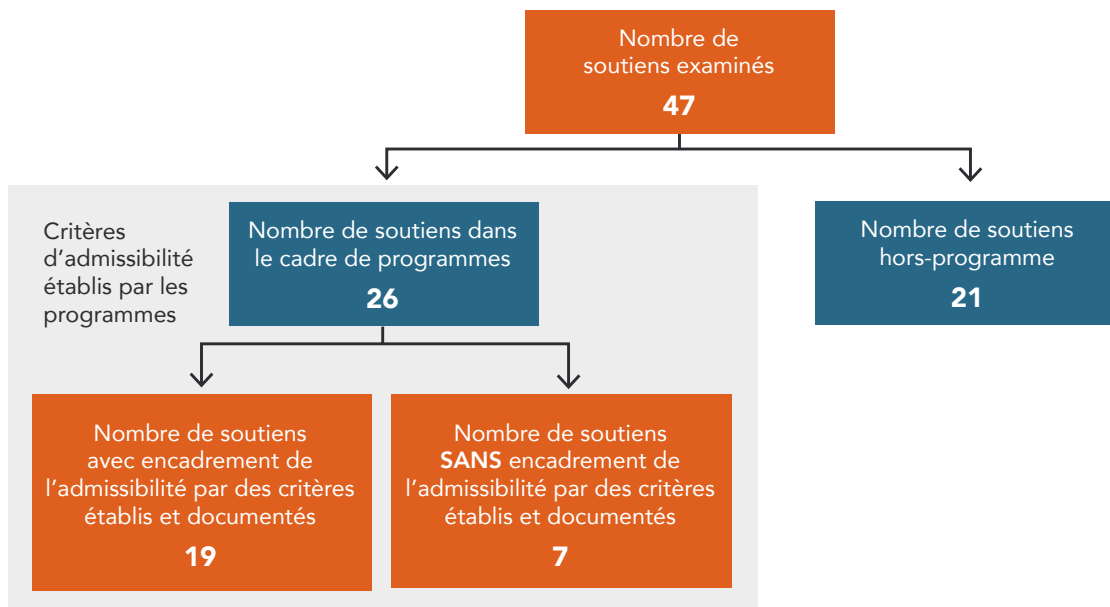 Nombre de
soutiens examinés
47
Critères
d'admissibilité
établis par les
programmes
Nombre de soutiens dans
le cadre de programmes
26
Nombre de soutiens
hors-programme
21
Nombre de soutiens
avec encadrement de
l'admissibilité par des critères
établis et documentés
19
Nombre de soutiens
SANS encadrement de
l'admissibilité par des critères
établis et documentés
7